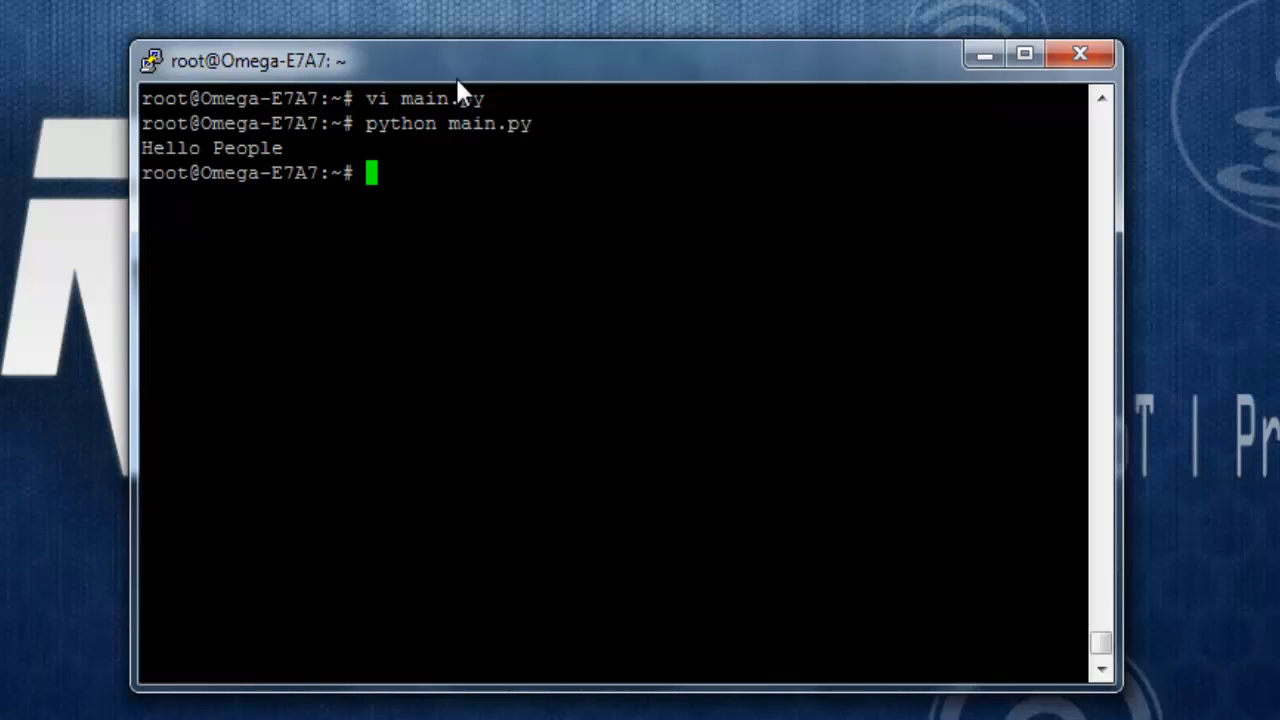 root@Omega-E7A7: ~
root@Omega-E7A7:~# vi main.py
root@Omega-E7A7:~# python main.py
Hello People
root@Omega-E7A7:~#
T | Pr